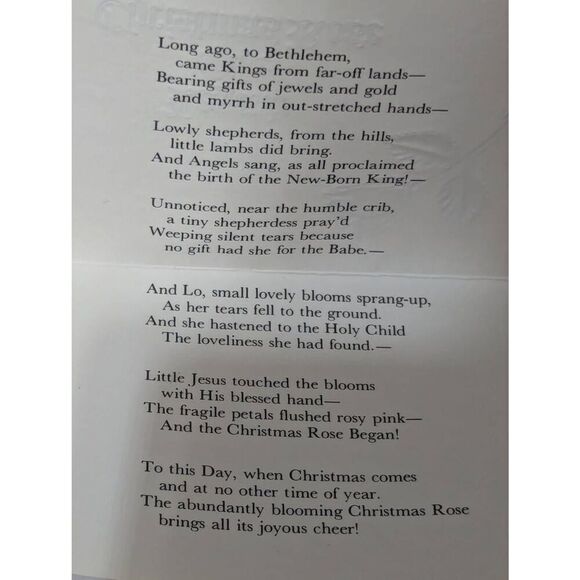 Long ago, to Bethlehem,
came Kings from far-off lands—
Bearing gifts of jewels and gold
and myrrh in out-stretched hands—
Lowly shepherds, from the hills,
little lambs did bring.
And Angels sang, as all proclaimed
the birth of the New-Born King!—
Unnoticed, near the humble crib,
a tiny shepherdess pray'd
Weeping silent tears because
no gift had she for the Babe.—
And Lo, small lovely blooms sprang-up,
As her tears fell to the ground.
And she hastened to the Holy Child
The loveliness she had found.—
Little Jesus touched the blooms
with His blessed hand—
The fragile petals flushed rosy pink—
And the Christmas Rose Began!
To this Day, when Christmas comes
and at no other time of year.
The abundantly blooming Christmas Rose
brings all its joyous cheer!